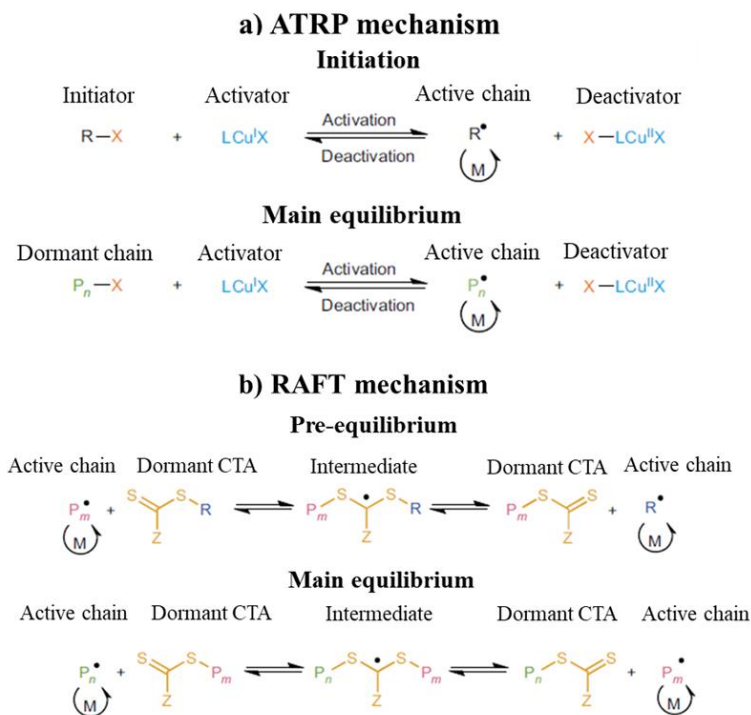 a) ATRP mechanism
Initiation
Initiator Activator Active chain Deactivator
R–X + LCuᴵX Activation Deactivation R• + X–LCuᴵᴵX
M
Main equilibrium
Dormant chain Activator Active chain Deactivator
Pₙ–X + LCuᴵX Activation Deactivation Pₙ• + X–LCuᴵᴵX
M
b) RAFT mechanism
Pre-equilibrium
Active chain Dormant CTA Intermediate Dormant CTA Active chain
Pₘ• + S S R Z Pₘ S • S R Z Pₘ S S Z + R•
M M
Main equilibrium
Active chain Dormant CTA Intermediate Dormant CTA Active chain
Pₙ• + S S Pₘ Z Pₙ S • S Pₘ Z Pₙ S S Z + Pₘ•
M M